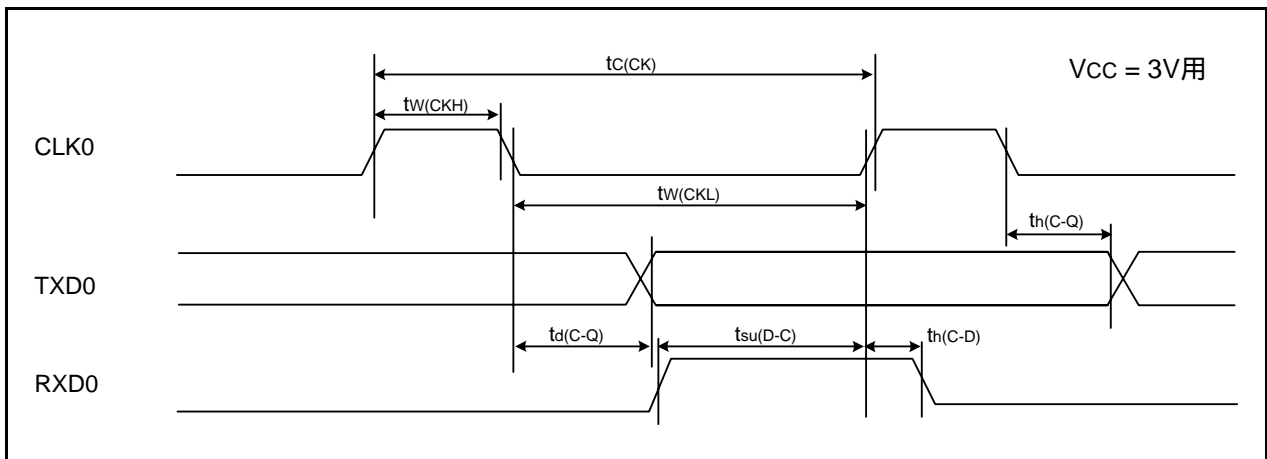 tC(CK)
VCC = 3V用
tW(CKH)
CLK0
tW(CKL)
th(C-Q)
TXD0
td(C-Q)
tsu(D-C)
th(C-D)
RXD0